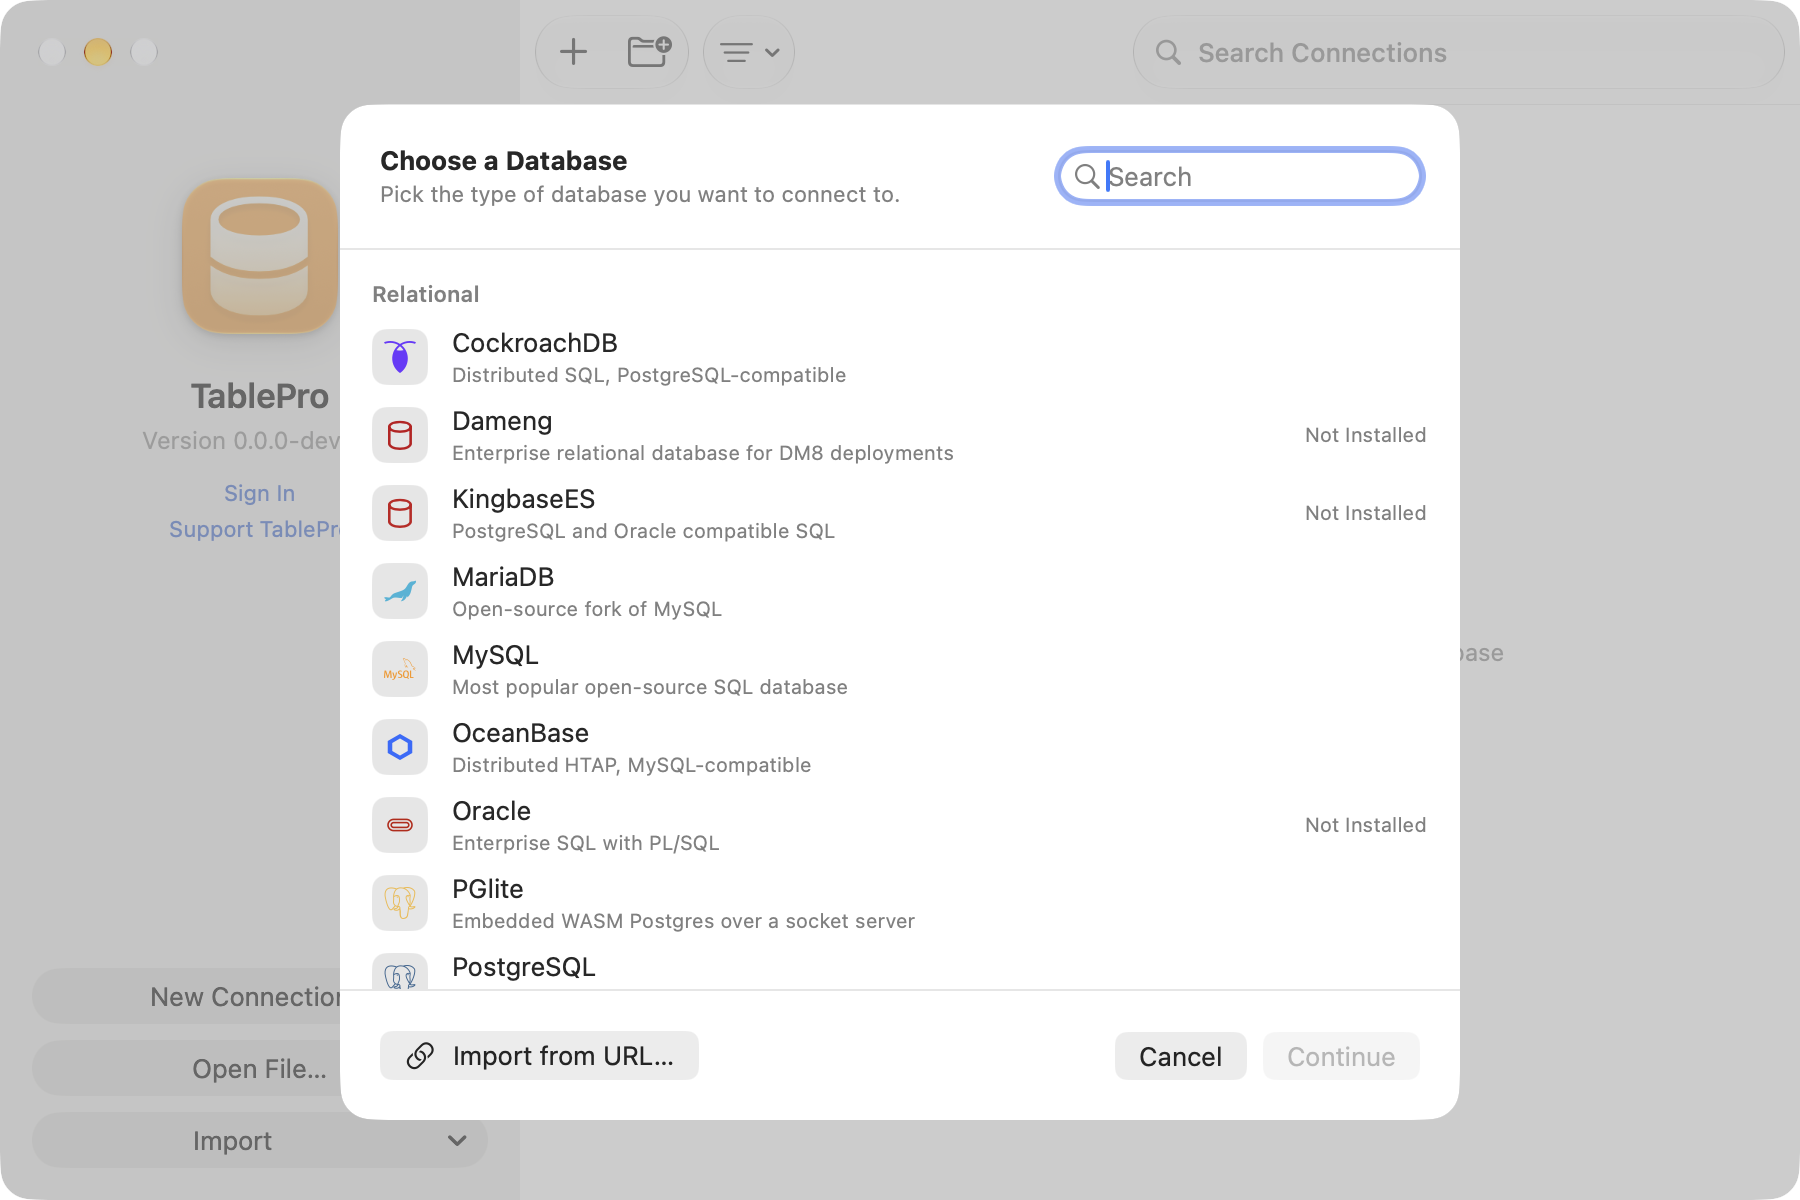 Search Connections
TablePro
Version 0.0.0-dev
Sign In
Support TablePro
New Connection
Open File...
Import
Choose a Database
Pick the type of database you want to connect to.
Search
Relational
CockroachDB
Distributed SQL, PostgreSQL-compatible
Dameng
Enterprise relational database for DM8 deployments
Not Installed
KingbaseES
PostgreSQL and Oracle compatible SQL
Not Installed
MariaDB
Open-source fork of MySQL
MySQL
MySQL
Most popular open-source SQL database
OceanBase
Distributed HTAP, MySQL-compatible
Oracle
Enterprise SQL with PL/SQL
Not Installed
PGlite
Embedded WASM Postgres over a socket server
PostgreSQL
Import from URL...
Cancel
Continue